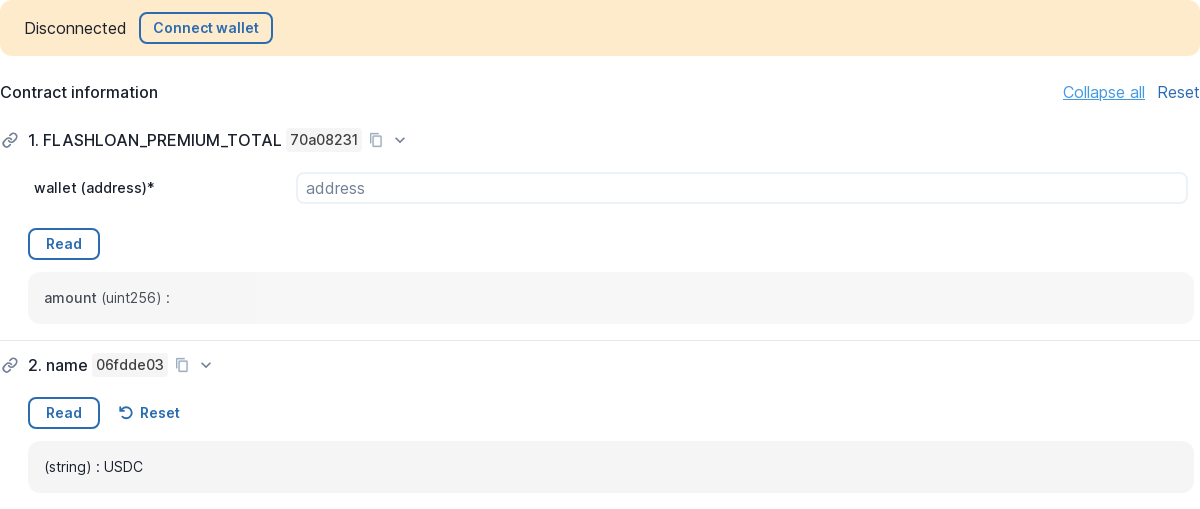 Disconnected Connect wallet
Contract information Collapse all Reset
1. FLASHLOAN_PREMIUM_TOTAL 70a08231
wallet (address)* address
Read
amount (uint256) :
2. name 06fdde03
Read Reset
(string) : USDC